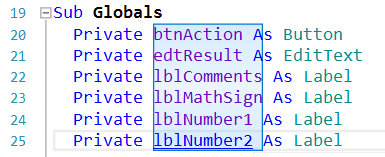 19 Sub Globals
20 Private btnAction As Button
21 Private edtResult As EditText
22 Private lblComments As Label
23 Private lblMathSign As Label
24 Private lblNumber1 As Label
25 Private lblNumber2 As Label